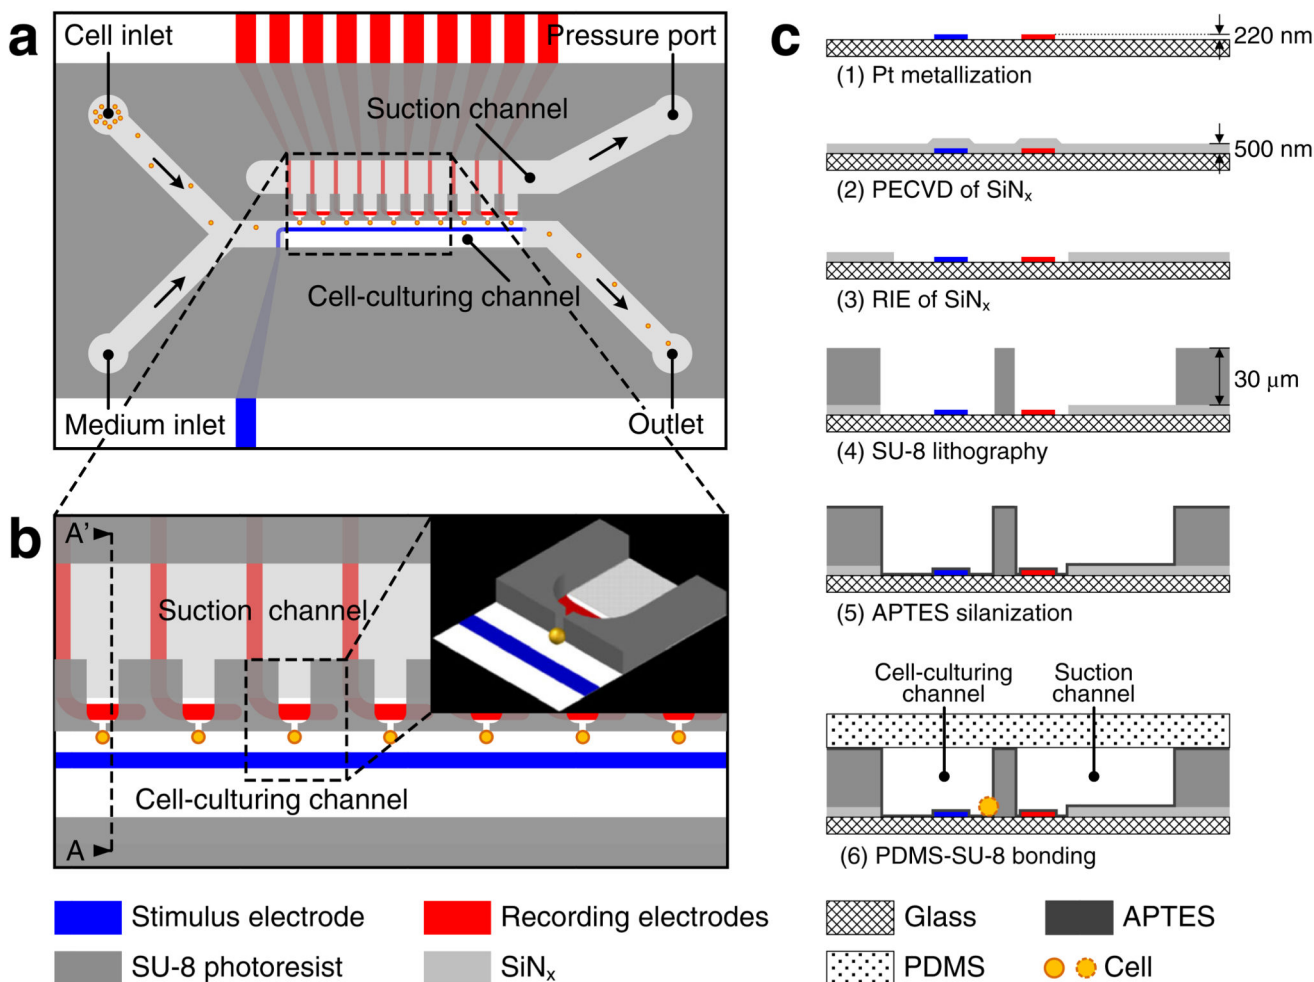 a
Cell inlet
Pressure port
Suction channel
Cell-culturing channel
Medium inlet
Outlet
b
A'
Suction channel
Cell-culturing channel
A
c
220 nm
(1) Pt metallization
500 nm
(2) PECVD of SiNₓ
(3) RIE of SiNₓ
30 μm
(4) SU-8 lithography
(5) APTES silanization
Cell-culturing
channel
Suction
channel
(6) PDMS-SU-8 bonding
Stimulus electrode
Recording electrodes
SU-8 photoresist
SiNₓ
Glass
APTES
PDMS
Cell